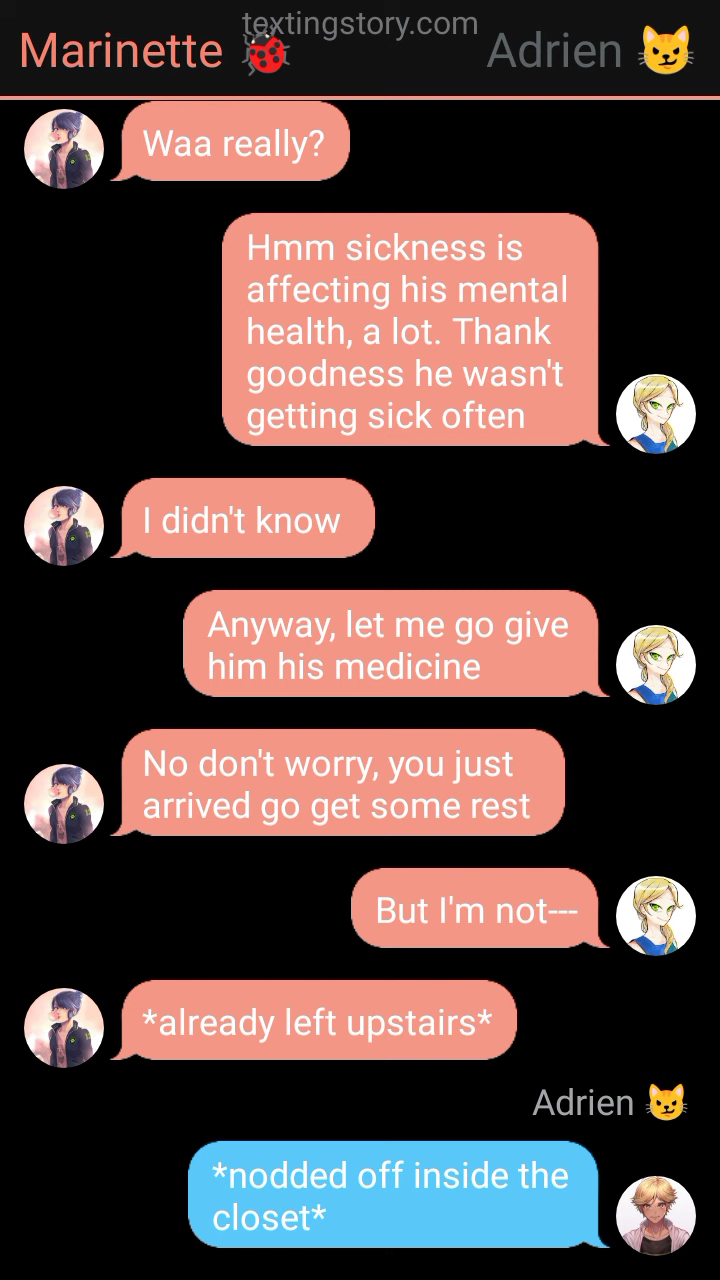 textingstory.com
Marinette 🐞
Adrien 😼
Waa really?
Hmm sickness is
affecting his mental
health, a lot. Thank
goodness he wasn't
getting sick often
I didn't know
Anyway, let me go give
him his medicine
No don't worry, you just
arrived go get some rest
But I'm not---
*already left upstairs*
Adrien 😼
*nodded off inside the
closet*